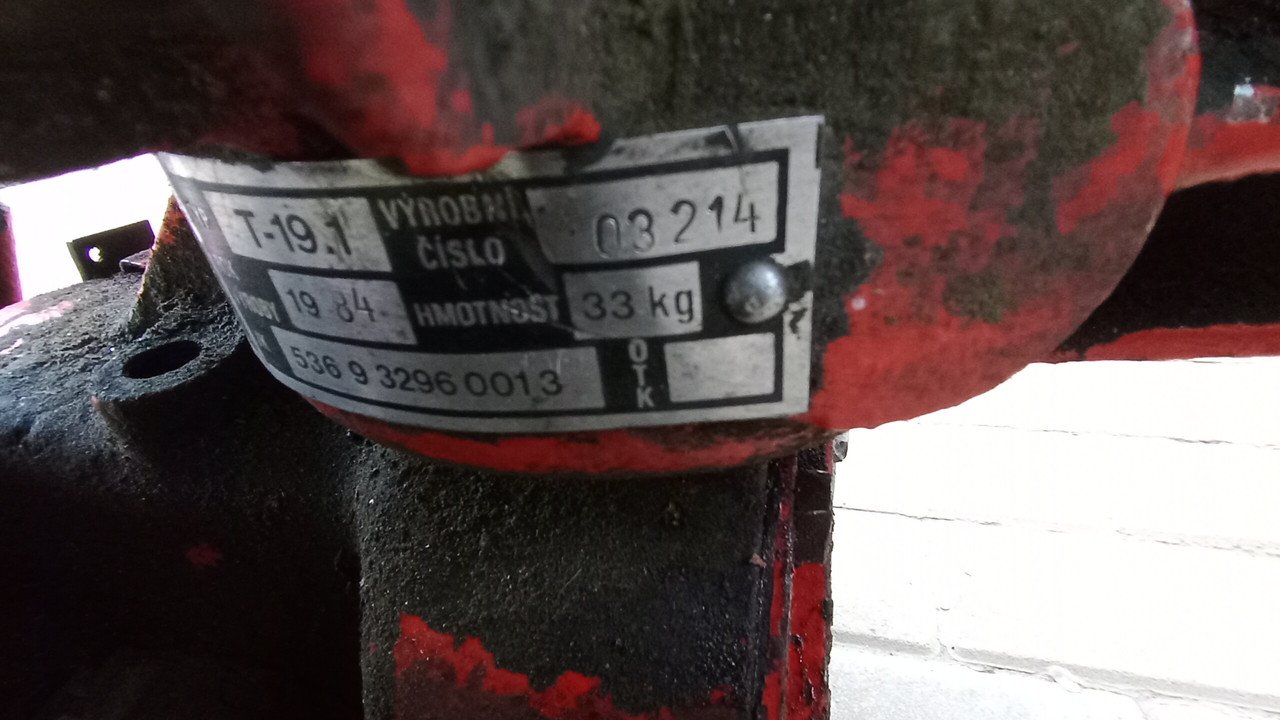 T-19.1 VÝROBNÍ ČÍSLO 03 214
19 84 HMOTNOST 33 kg
536 9 3296 001 3 OTK